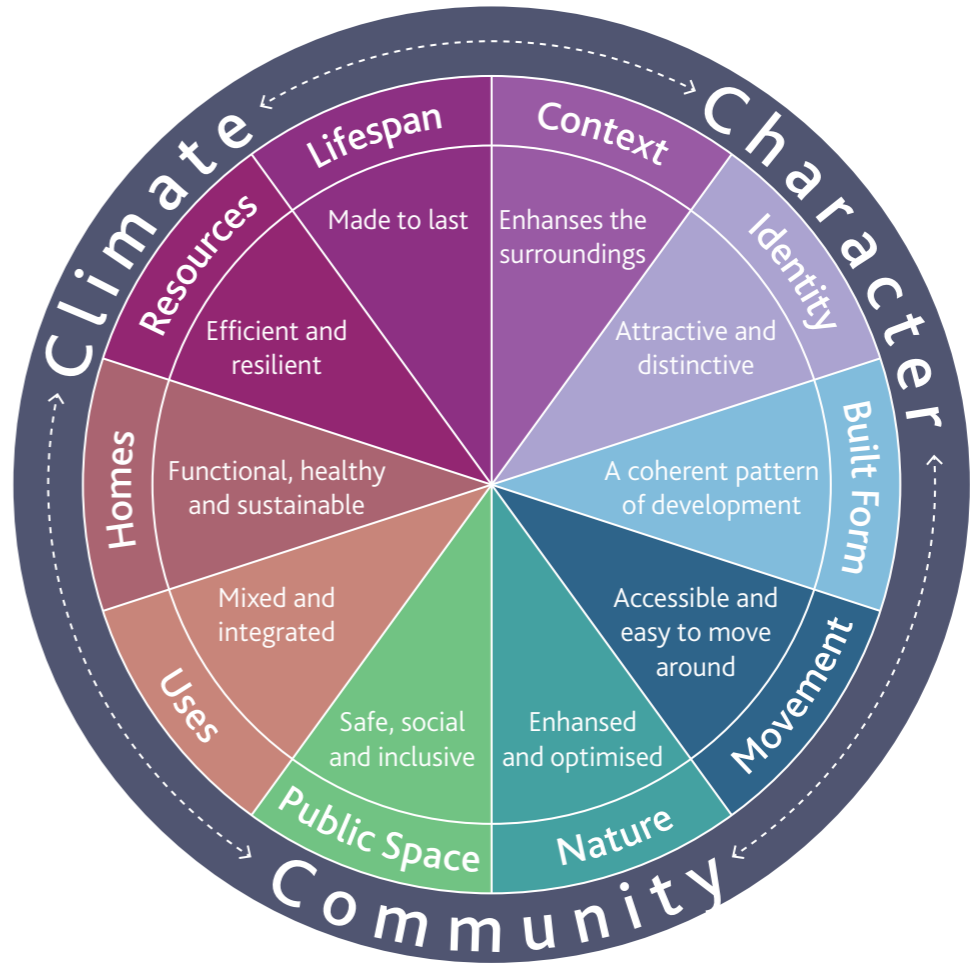 Climate
Character
Community
Context
Enhanses the
surroundings
Identity
Attractive and
distinctive
Built Form
A coherent pattern
of development
Movement
Accessible and
easy to move
around
Nature
Enhansed
and optimised
Public Space
Safe, social
and inclusive
Uses
Mixed and
integrated
Homes
Functional, healthy
and sustainable
Resources
Efficient and
resilient
Lifespan
Made to last